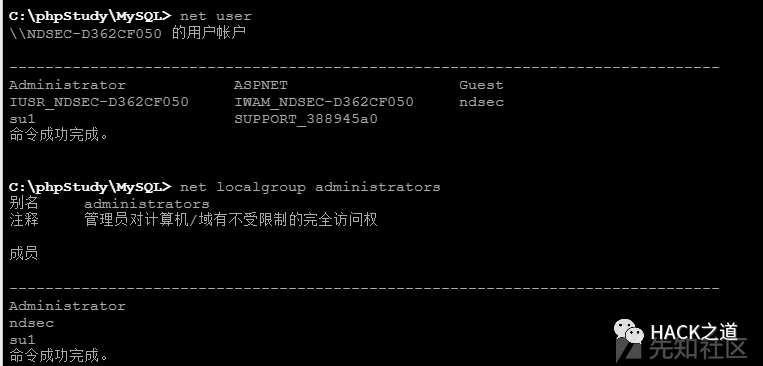 C:\phpStudy\MySQL> net user
\\NDSEC-D362CF050 的用户帐户
-------------------------------------------------------------------------------
Administrator ASPNET Guest
IUSR_NDSEC-D362CF050 IWAM_NDSEC-D362CF050 ndsec
su1 SUPPORT_388945a0
命令成功完成。
C:\phpStudy\MySQL> net localgroup administrators
别名 administrators
注释 管理员对计算机/域有不受限制的完全访问权
成员
-------------------------------------------------------------------------------
Administrator
ndsec
su1
命令成功完成。
HACK之道
先知社区